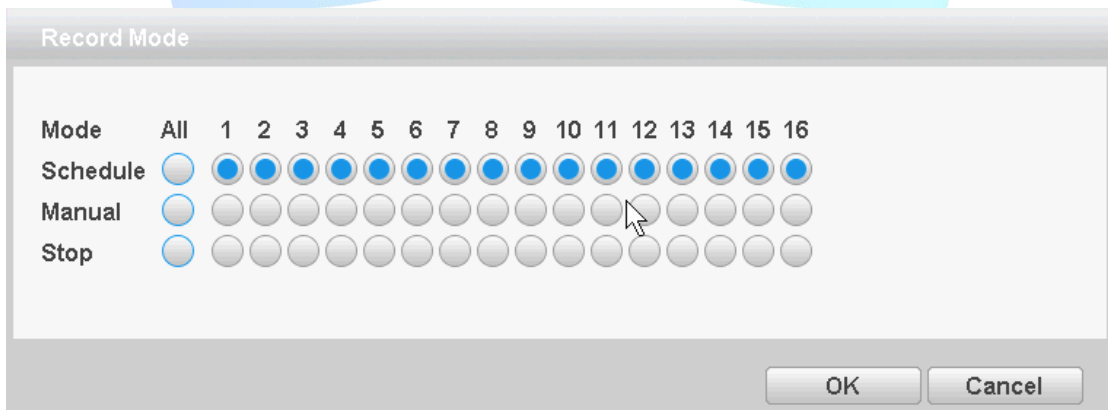 Record Mode
Mode All 1 2 3 4 5 6 7 8 9 10 11 12 13 14 15 16
Schedule
Manual
Stop
OK Cancel